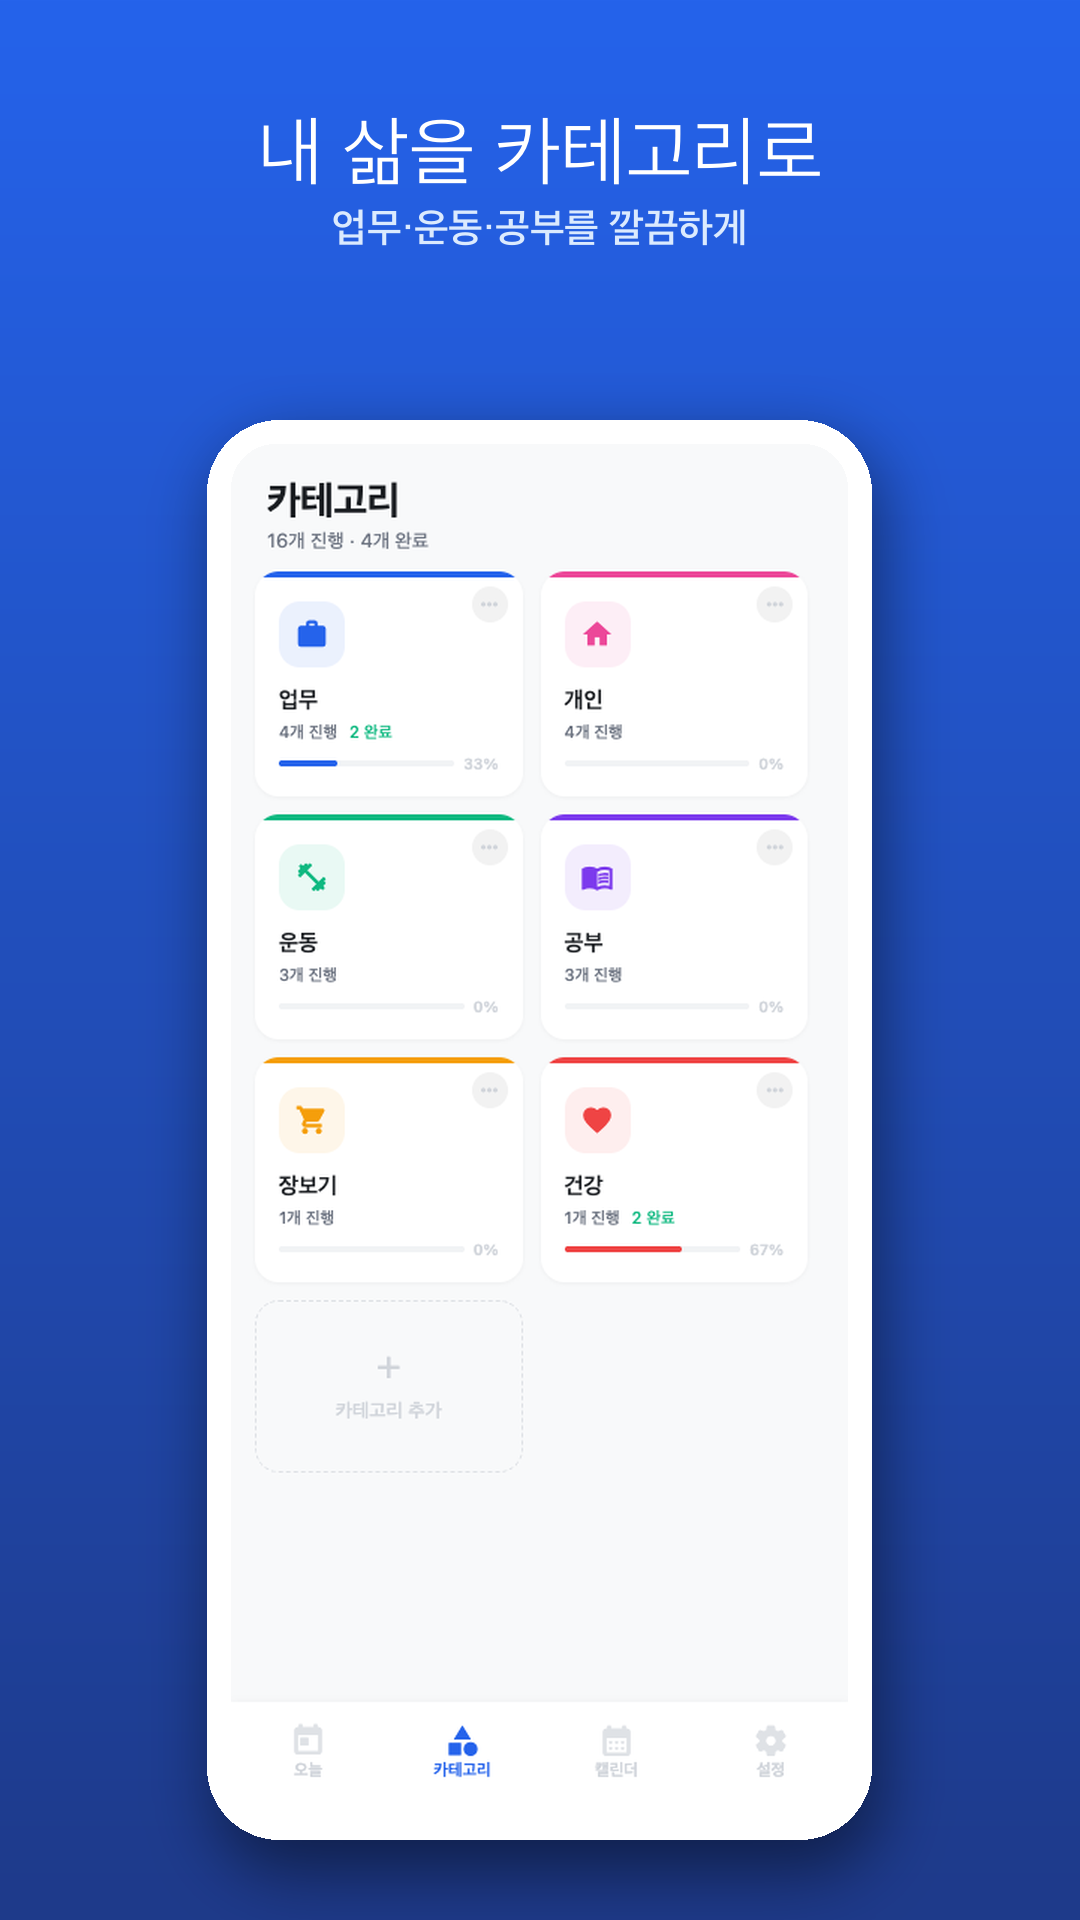 내 삶을 카테고리로
업무·운동·공부를 깔끔하게
카테고리
16개 진행 · 4개 완료
업무
4개 진행 2 완료
33%
개인
4개 진행
0%
운동
3개 진행
0%
공부
3개 진행
0%
장보기
1개 진행
0%
건강
1개 진행 2 완료
67%
+
카테고리 추가
오늘
카테고리
캘린더
설정